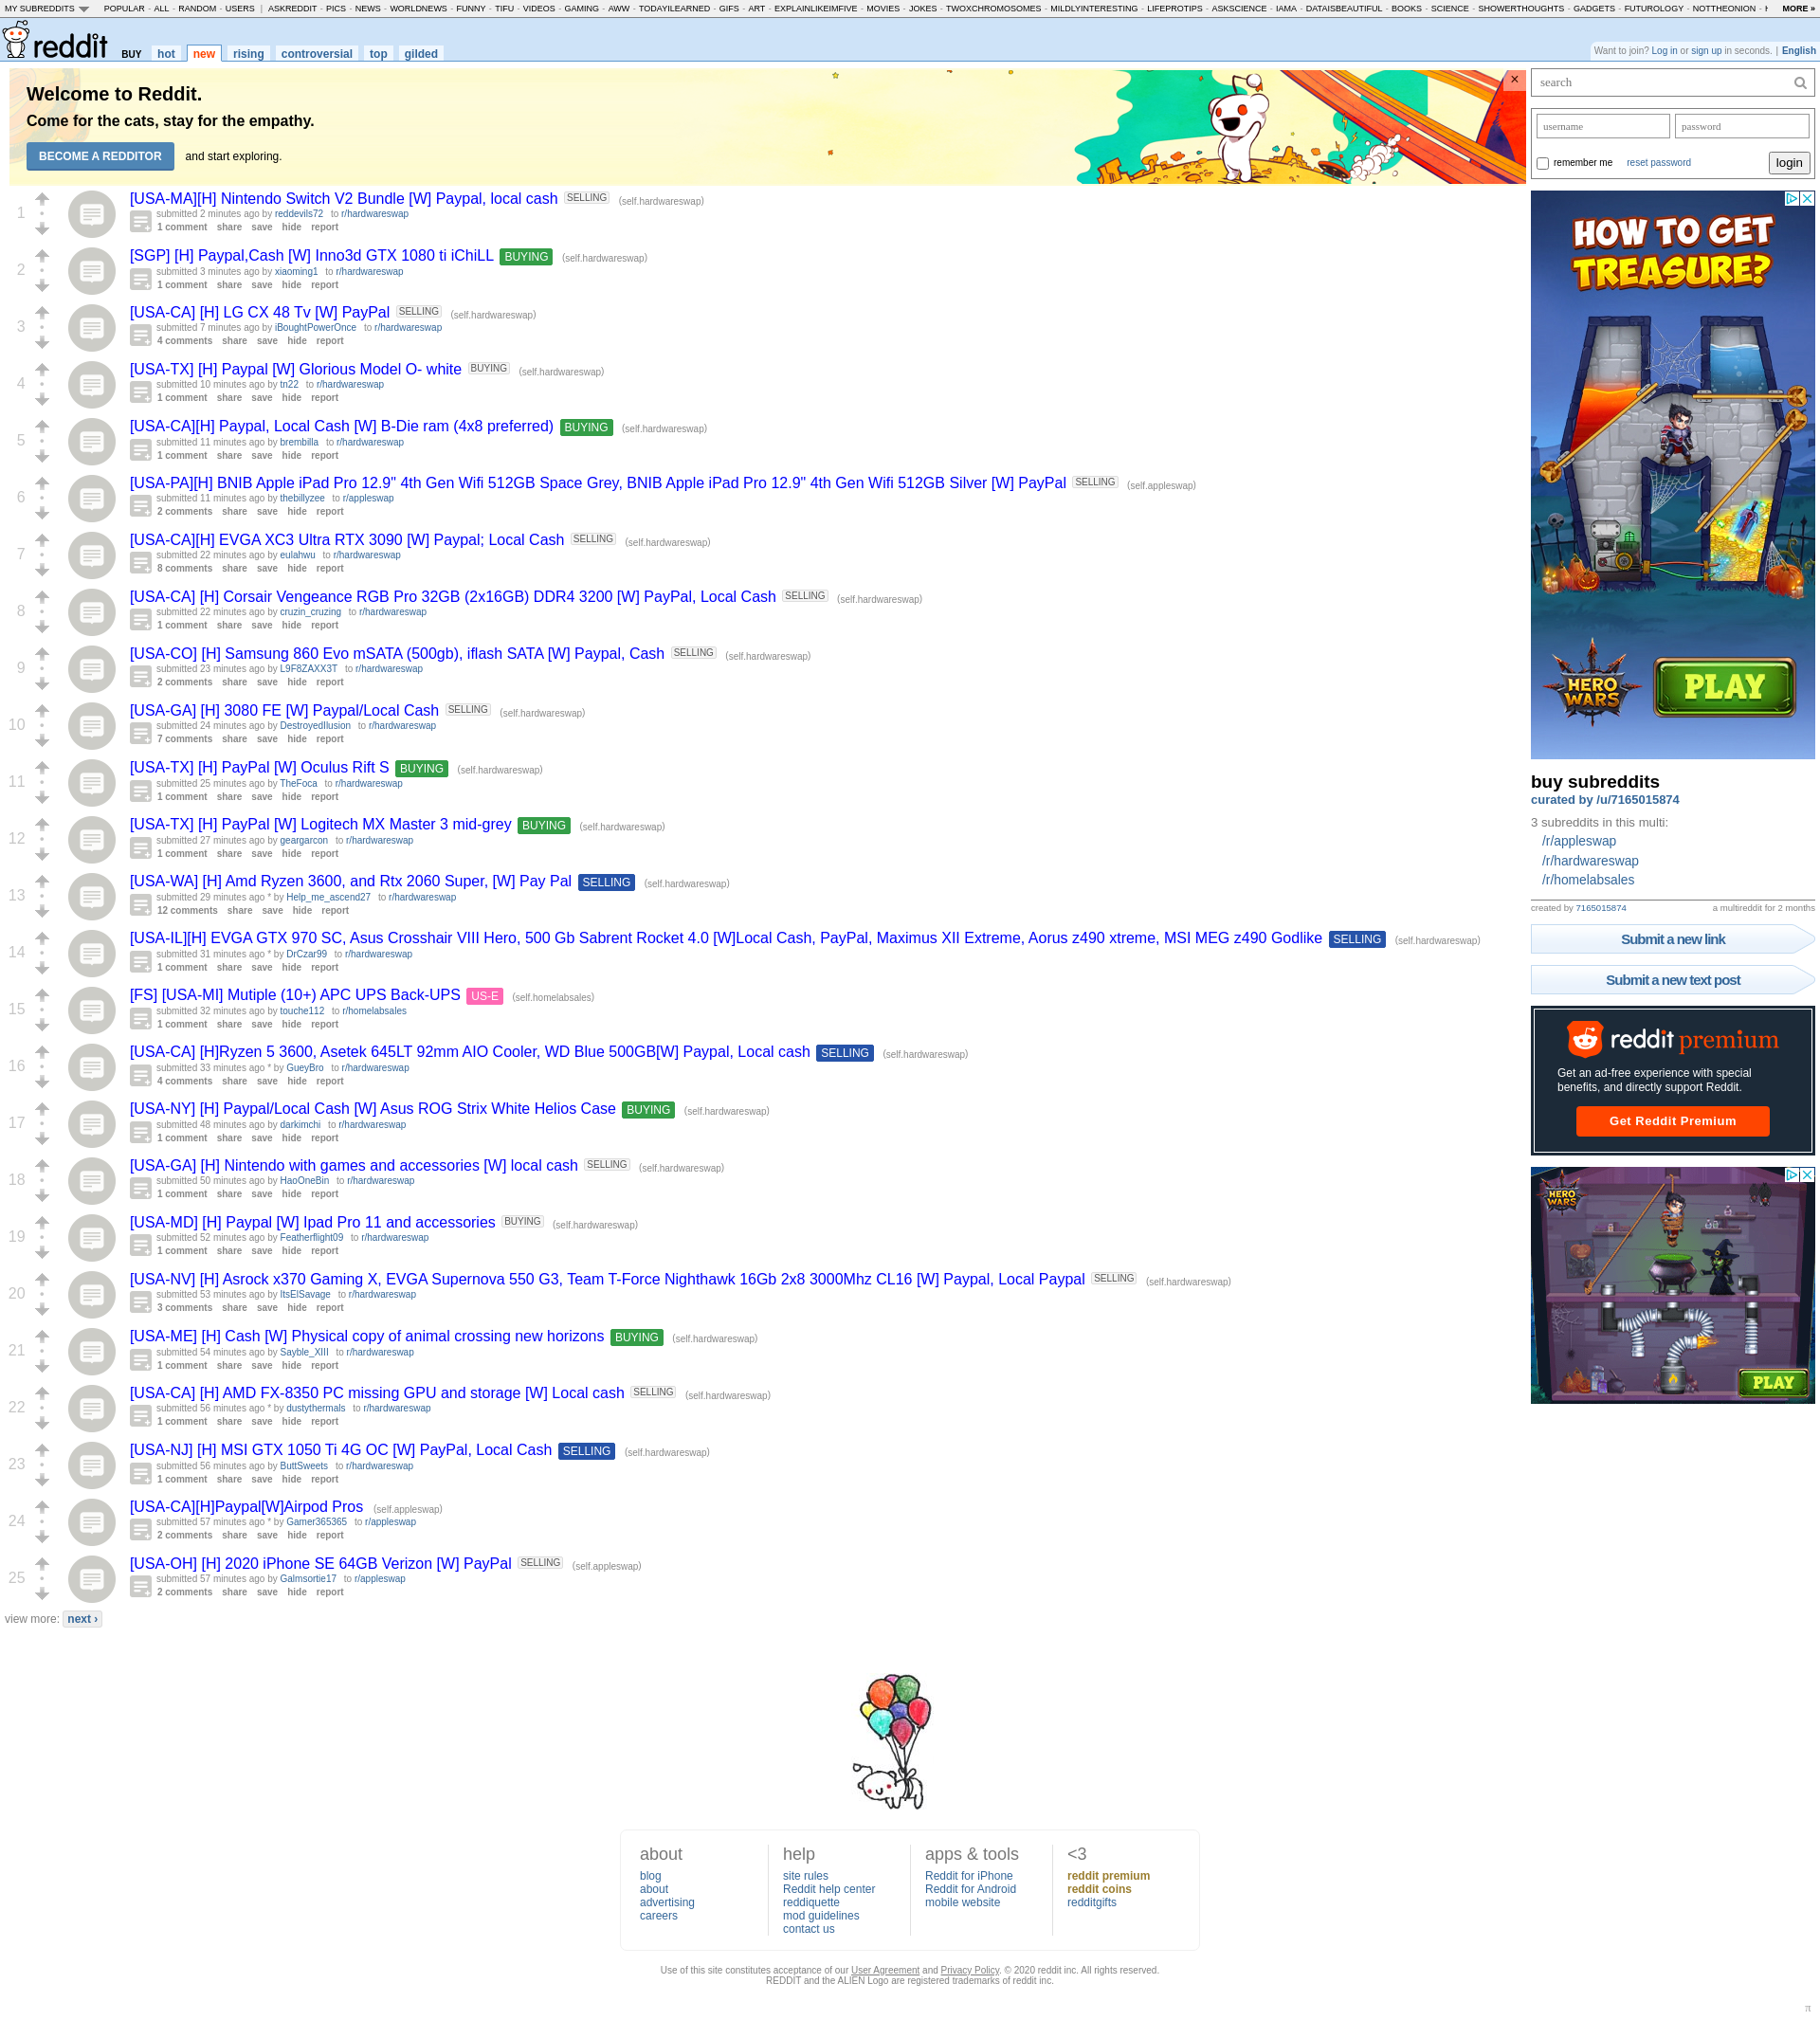 MY SUBREDDITS POPULAR - ALL - RANDOM - USERS | ASKREDDIT - PICS - NEWS - WORLDNEWS - FUNNY - TIFU - VIDEOS - GAMING - AWW - TODAYILEARNED - GIFS - ART - EXPLAINLIKEIMFIVE - MOVIES - JOKES - TWOXCHROMOSOMES - MILDLYINTERESTING - LIFEPROTIPS - ASKSCIENCE - IAMA - DATAISBEAUTIFUL - BOOKS - SCIENCE - SHOWERTHOUGHTS - GADGETS - FUTUROLOGY - NOTTHEONION - MORE »
reddit BUY hot new rising controversial top gilded
Want to join? Log in or sign up in seconds. | English
Welcome to Reddit.
Come for the cats, stay for the empathy.
BECOME A REDDITOR and start exploring.
×
1
[USA-MA][H] Nintendo Switch V2 Bundle [W] Paypal, local cash SELLING (self.hardwareswap)
submitted 2 minutes ago by reddevils72 to r/hardwareswap
1 comment share save hide report
2
[SGP] [H] Paypal,Cash [W] Inno3d GTX 1080 ti iChiLL BUYING (self.hardwareswap)
submitted 3 minutes ago by xiaoming1 to r/hardwareswap
1 comment share save hide report
3
[USA-CA] [H] LG CX 48 Tv [W] PayPal SELLING (self.hardwareswap)
submitted 7 minutes ago by iBoughtPowerOnce to r/hardwareswap
4 comments share save hide report
4
[USA-TX] [H] Paypal [W] Glorious Model O- white BUYING (self.hardwareswap)
submitted 10 minutes ago by tn22 to r/hardwareswap
1 comment share save hide report
5
[USA-CA][H] Paypal, Local Cash [W] B-Die ram (4x8 preferred) BUYING (self.hardwareswap)
submitted 11 minutes ago by brembilla to r/hardwareswap
1 comment share save hide report
6
[USA-PA][H] BNIB Apple iPad Pro 12.9" 4th Gen Wifi 512GB Space Grey, BNIB Apple iPad Pro 12.9" 4th Gen Wifi 512GB Silver [W] PayPal SELLING (self.appleswap)
submitted 11 minutes ago by thebillyzee to r/appleswap
2 comments share save hide report
7
[USA-CA][H] EVGA XC3 Ultra RTX 3090 [W] Paypal; Local Cash SELLING (self.hardwareswap)
submitted 22 minutes ago by eulahwu to r/hardwareswap
8 comments share save hide report
8
[USA-CA] [H] Corsair Vengeance RGB Pro 32GB (2x16GB) DDR4 3200 [W] PayPal, Local Cash SELLING (self.hardwareswap)
submitted 22 minutes ago by cruzin_cruzing to r/hardwareswap
1 comment share save hide report
9
[USA-CO] [H] Samsung 860 Evo mSATA (500gb), iflash SATA [W] Paypal, Cash SELLING (self.hardwareswap)
submitted 23 minutes ago by L9F8ZAXX3T to r/hardwareswap
2 comments share save hide report
10
[USA-GA] [H] 3080 FE [W] Paypal/Local Cash SELLING (self.hardwareswap)
submitted 24 minutes ago by DestroyedIlusion to r/hardwareswap
7 comments share save hide report
11
[USA-TX] [H] PayPal [W] Oculus Rift S BUYING (self.hardwareswap)
submitted 25 minutes ago by TheFoca to r/hardwareswap
1 comment share save hide report
12
[USA-TX] [H] PayPal [W] Logitech MX Master 3 mid-grey BUYING (self.hardwareswap)
submitted 27 minutes ago by geargarcon to r/hardwareswap
1 comment share save hide report
13
[USA-WA] [H] Amd Ryzen 3600, and Rtx 2060 Super, [W] Pay Pal SELLING (self.hardwareswap)
submitted 29 minutes ago * by Help_me_ascend27 to r/hardwareswap
12 comments share save hide report
14
[USA-IL][H] EVGA GTX 970 SC, Asus Crosshair VIII Hero, 500 Gb Sabrent Rocket 4.0 [W]Local Cash, PayPal, Maximus XII Extreme, Aorus z490 xtreme, MSI MEG z490 Godlike SELLING (self.hardwareswap)
submitted 31 minutes ago * by DrCzar99 to r/hardwareswap
1 comment share save hide report
15
[FS] [USA-MI] Mutiple (10+) APC UPS Back-UPS US-E (self.homelabsales)
submitted 32 minutes ago by touche112 to r/homelabsales
1 comment share save hide report
16
[USA-CA] [H]Ryzen 5 3600, Asetek 645LT 92mm AIO Cooler, WD Blue 500GB[W] Paypal, Local cash SELLING (self.hardwareswap)
submitted 33 minutes ago * by GueyBro to r/hardwareswap
4 comments share save hide report
17
[USA-NY] [H] Paypal/Local Cash [W] Asus ROG Strix White Helios Case BUYING (self.hardwareswap)
submitted 48 minutes ago by darkimchi to r/hardwareswap
1 comment share save hide report
18
[USA-GA] [H] Nintendo with games and accessories [W] local cash SELLING (self.hardwareswap)
submitted 50 minutes ago by HaoOneBin to r/hardwareswap
1 comment share save hide report
19
[USA-MD] [H] Paypal [W] Ipad Pro 11 and accessories BUYING (self.hardwareswap)
submitted 52 minutes ago by Featherflight09 to r/hardwareswap
1 comment share save hide report
20
[USA-NV] [H] Asrock x370 Gaming X, EVGA Supernova 550 G3, Team T-Force Nighthawk 16Gb 2x8 3000Mhz CL16 [W] Paypal, Local Paypal SELLING (self.hardwareswap)
submitted 53 minutes ago by ItsElSavage to r/hardwareswap
3 comments share save hide report
21
[USA-ME] [H] Cash [W] Physical copy of animal crossing new horizons BUYING (self.hardwareswap)
submitted 54 minutes ago by Sayble_XIII to r/hardwareswap
1 comment share save hide report
22
[USA-CA] [H] AMD FX-8350 PC missing GPU and storage [W] Local cash SELLING (self.hardwareswap)
submitted 56 minutes ago * by dustythermals to r/hardwareswap
1 comment share save hide report
23
[USA-NJ] [H] MSI GTX 1050 Ti 4G OC [W] PayPal, Local Cash SELLING (self.hardwareswap)
submitted 56 minutes ago by ButtSweets to r/hardwareswap
1 comment share save hide report
24
[USA-CA][H]Paypal[W]Airpod Pros (self.appleswap)
submitted 57 minutes ago * by Gamer365365 to r/appleswap
2 comments share save hide report
25
[USA-OH] [H] 2020 iPhone SE 64GB Verizon [W] PayPal SELLING (self.appleswap)
submitted 57 minutes ago by Galmsortie17 to r/appleswap
2 comments share save hide report
view more: next ›
search
username password
remember me reset password login
HOW TO GET
TREASURE?
HERO
WARS
PLAY
buy subreddits
curated by /u/7165015874
3 subreddits in this multi:
/r/appleswap
/r/hardwareswap
/r/homelabsales
created by 7165015874 a multireddit for 2 months
Submit a new link
Submit a new text post
reddit premium
Get an ad-free experience with special
benefits, and directly support Reddit.
Get Reddit Premium
HERO
WARS
PLAY
about
blog
about
advertising
careers
help
site rules
Reddit help center
reddiquette
mod guidelines
contact us
apps & tools
Reddit for iPhone
Reddit for Android
mobile website
<3
reddit premium
reddit coins
redditgifts
Use of this site constitutes acceptance of our User Agreement and Privacy Policy. © 2020 reddit inc. All rights reserved.
REDDIT and the ALIEN Logo are registered trademarks of reddit inc.
π